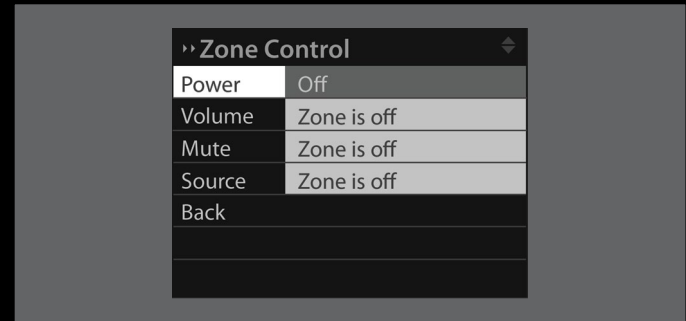 Zone Control
Power Off
Volume Zone is off
Mute Zone is off
Source Zone is off
Back